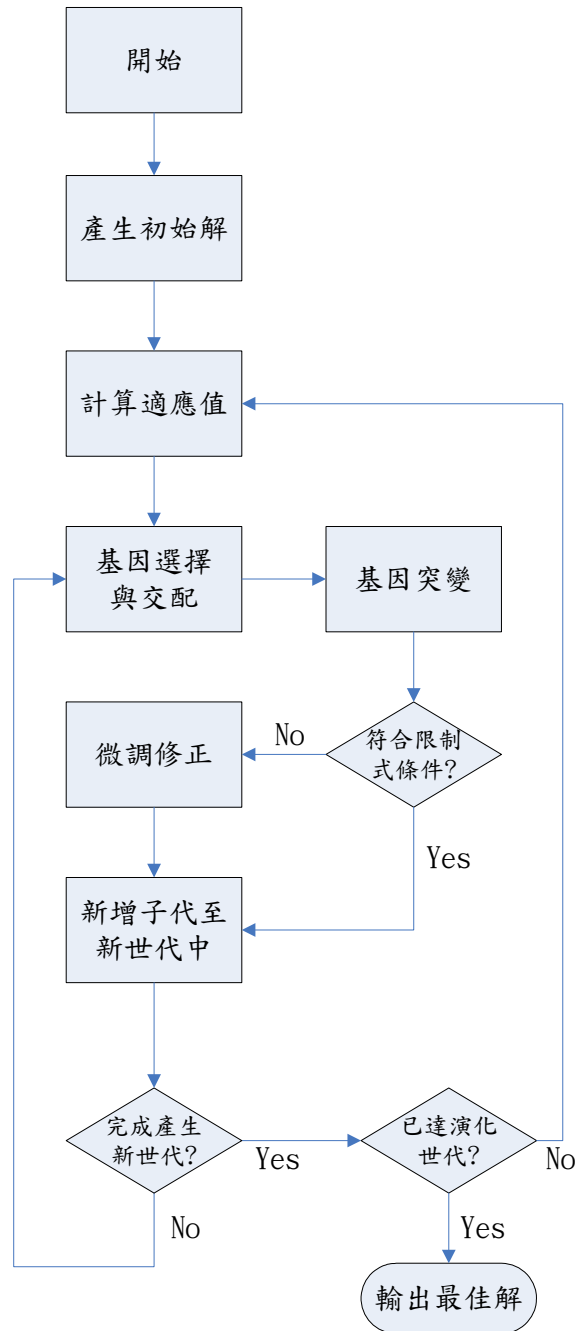 開始
產生初始解
計算適應值
基因選擇
與交配
基因突變
符合限制
式條件?
No
微調修正
Yes
新增子代至
新世代中
完成產生
新世代?
Yes
No
已達演化
世代?
No
Yes
輸出最佳解